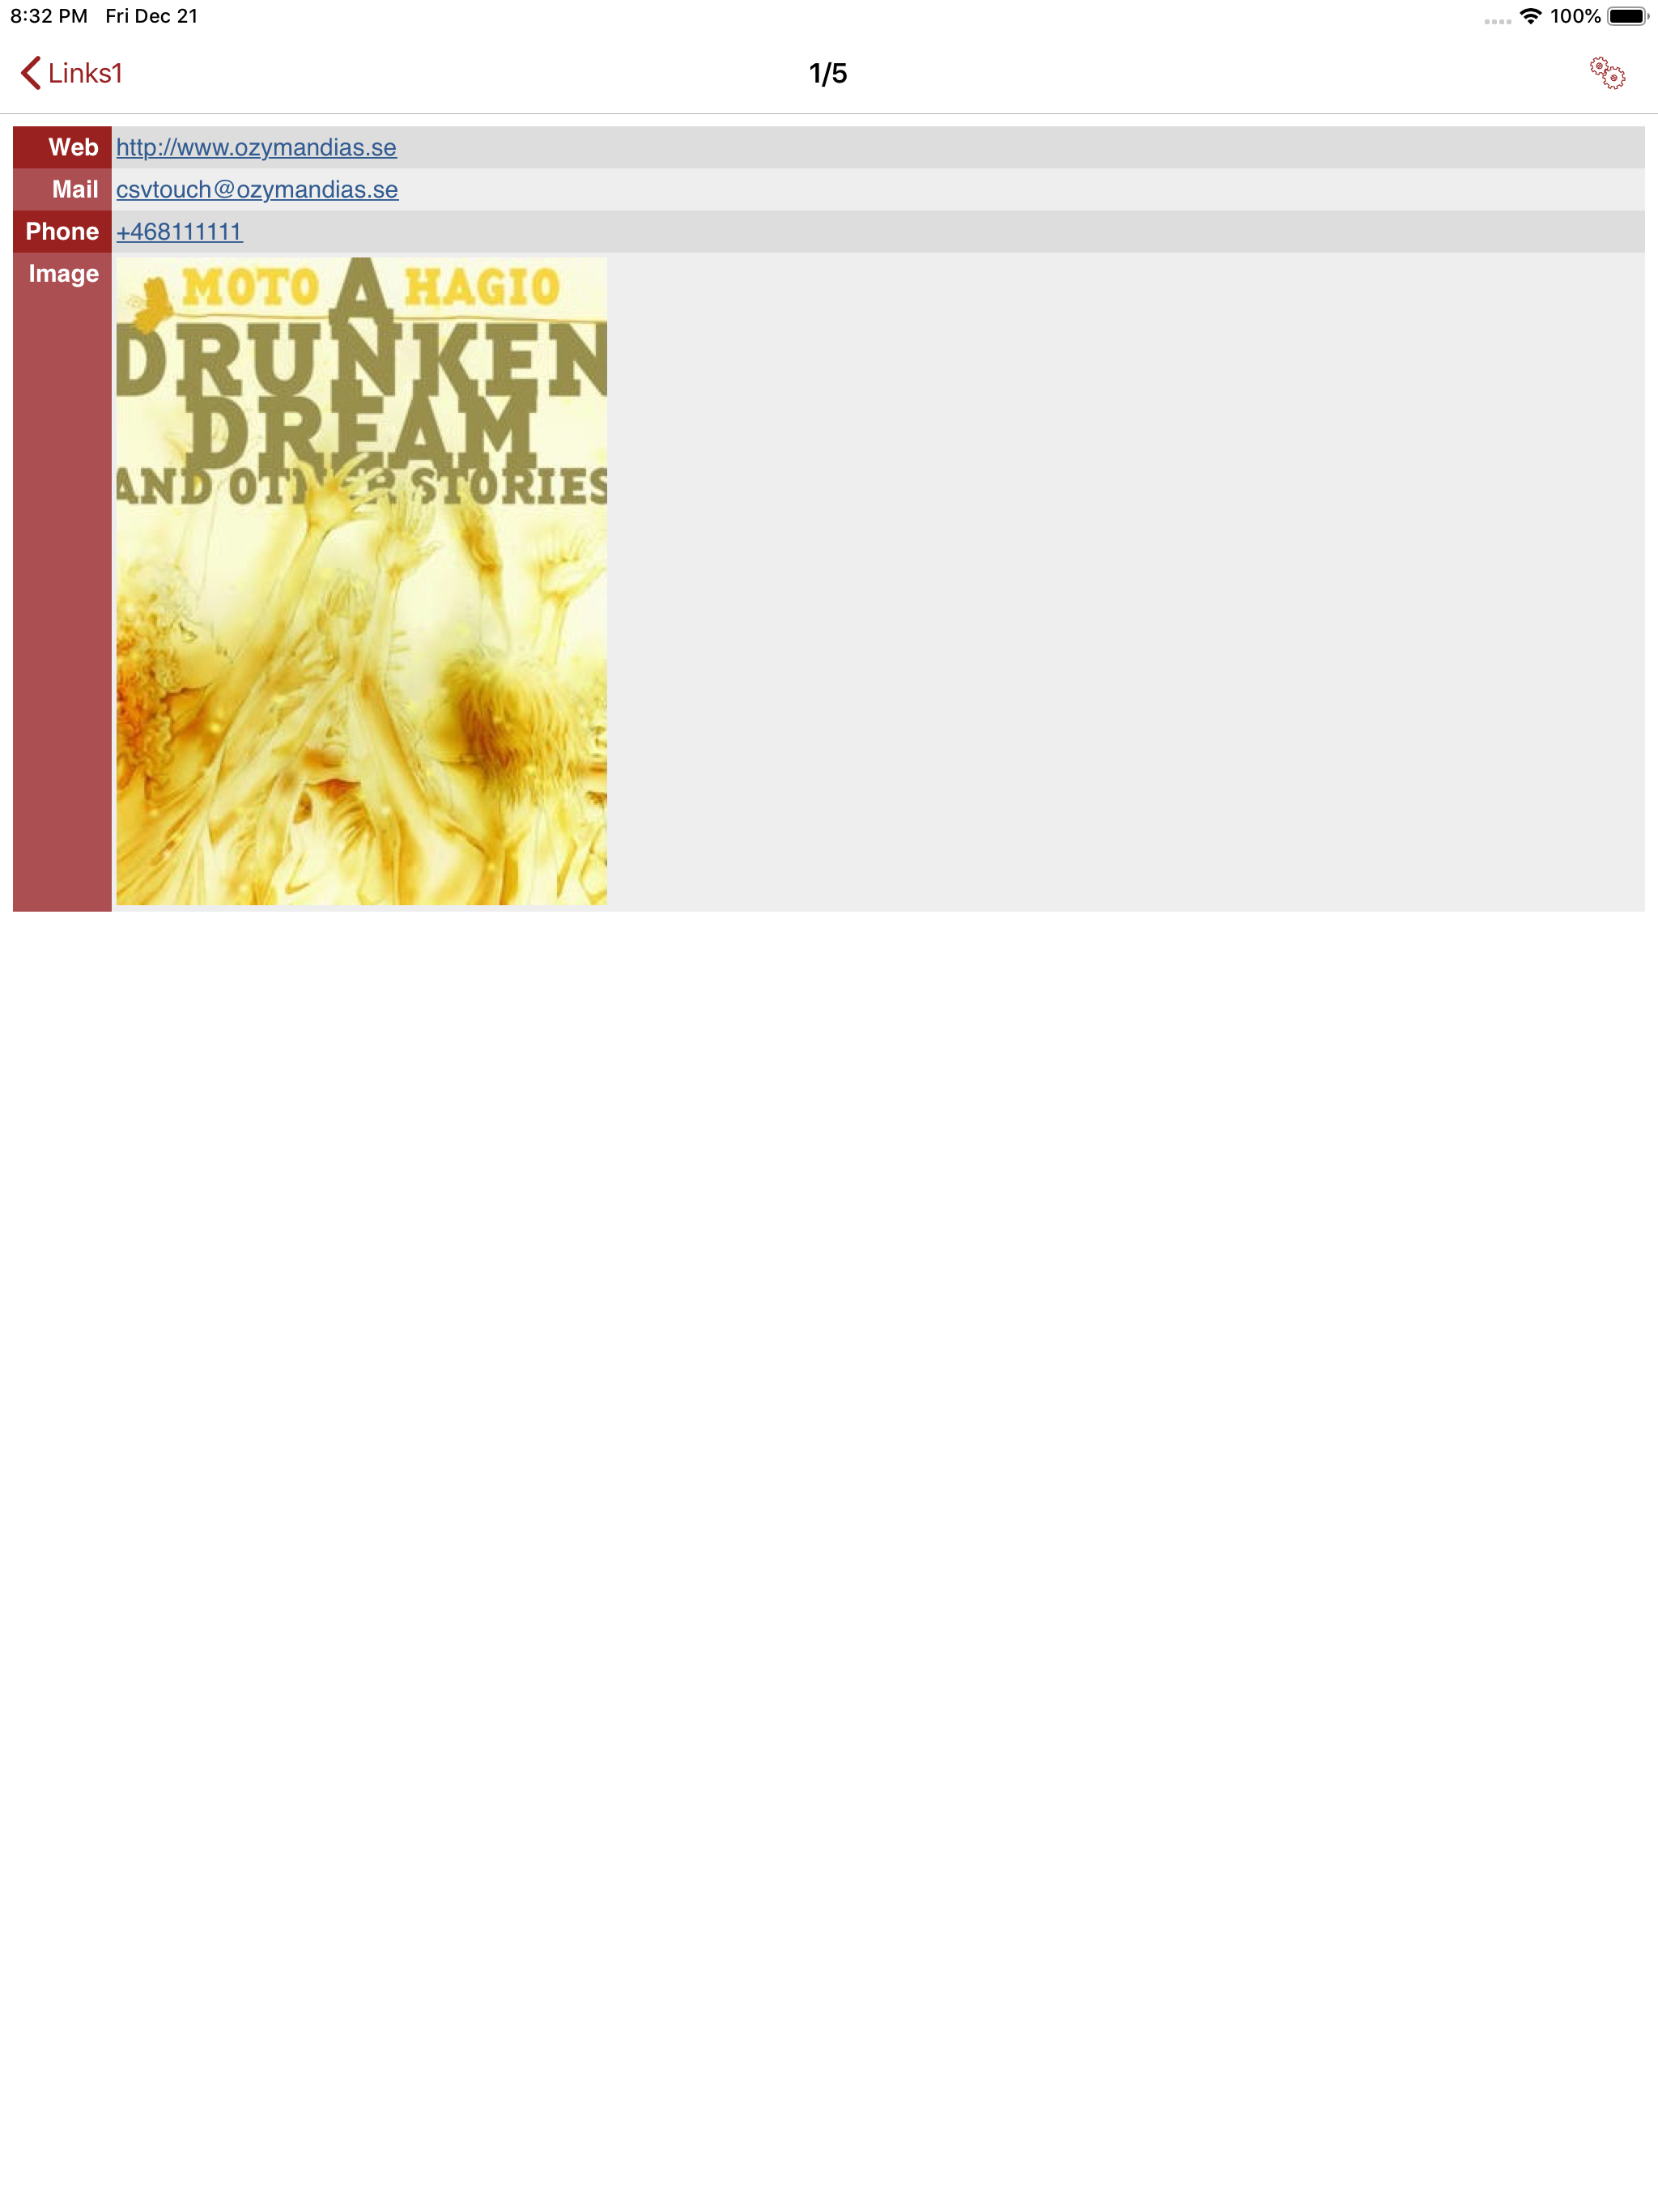 8:32 PM Fri Dec 21 100%
Links1 1/5
Web http://www.ozymandias.se
Mail csvtouch@ozymandias.se
Phone +468111111
Image
MOTO A HAGIO
DRUNKEN
DREAM
AND OTHER STORIES